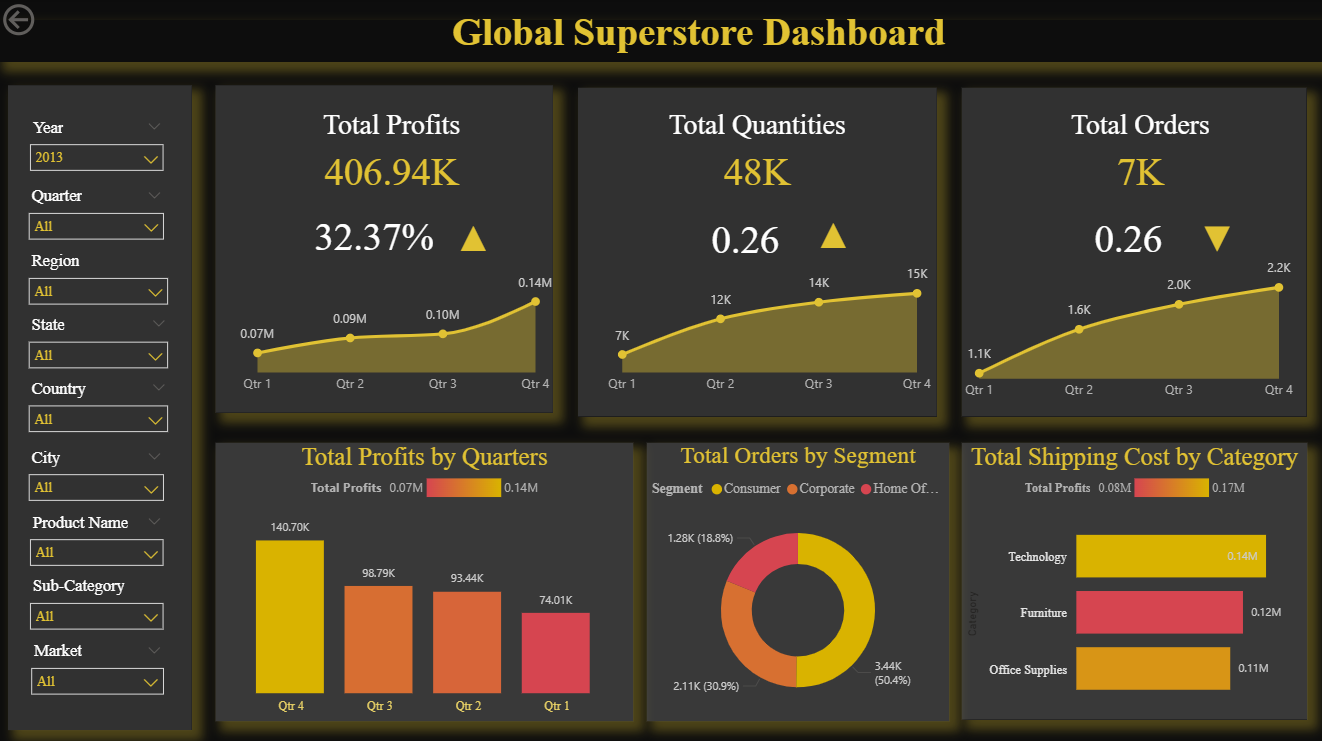 Global Superstore Dashboard
Year
2013
Quarter
All
Region
All
State
All
Country
All
City
All
Product Name
All
Sub-Category
All
Market
All
Total Profits
406.94K
32.37%
0.07M
0.09M
0.10M
0.14M
Qtr 1 Qtr 2 Qtr 3 Qtr 4
Total Quantities
48K
0.26
7K
12K
14K
15K
Qtr 1 Qtr 2 Qtr 3 Qtr 4
Total Orders
7K
0.26
1.1K
1.6K
2.0K
2.2K
Qtr 1 Qtr 2 Qtr 3 Qtr 4
Total Profits by Quarters
Total Profits 0.07M 0.14M
140.70K
98.79K
93.44K
74.01K
Qtr 4 Qtr 3 Qtr 2 Qtr 1
Total Orders by Segment
Segment Consumer Corporate Home Of...
1.28K (18.8%)
2.11K (30.9%)
3.44K
(50.4%)
Total Shipping Cost by Category
Total Profits 0.08M 0.17M
Category
Technology 0.14M
Furniture 0.12M
Office Supplies 0.11M